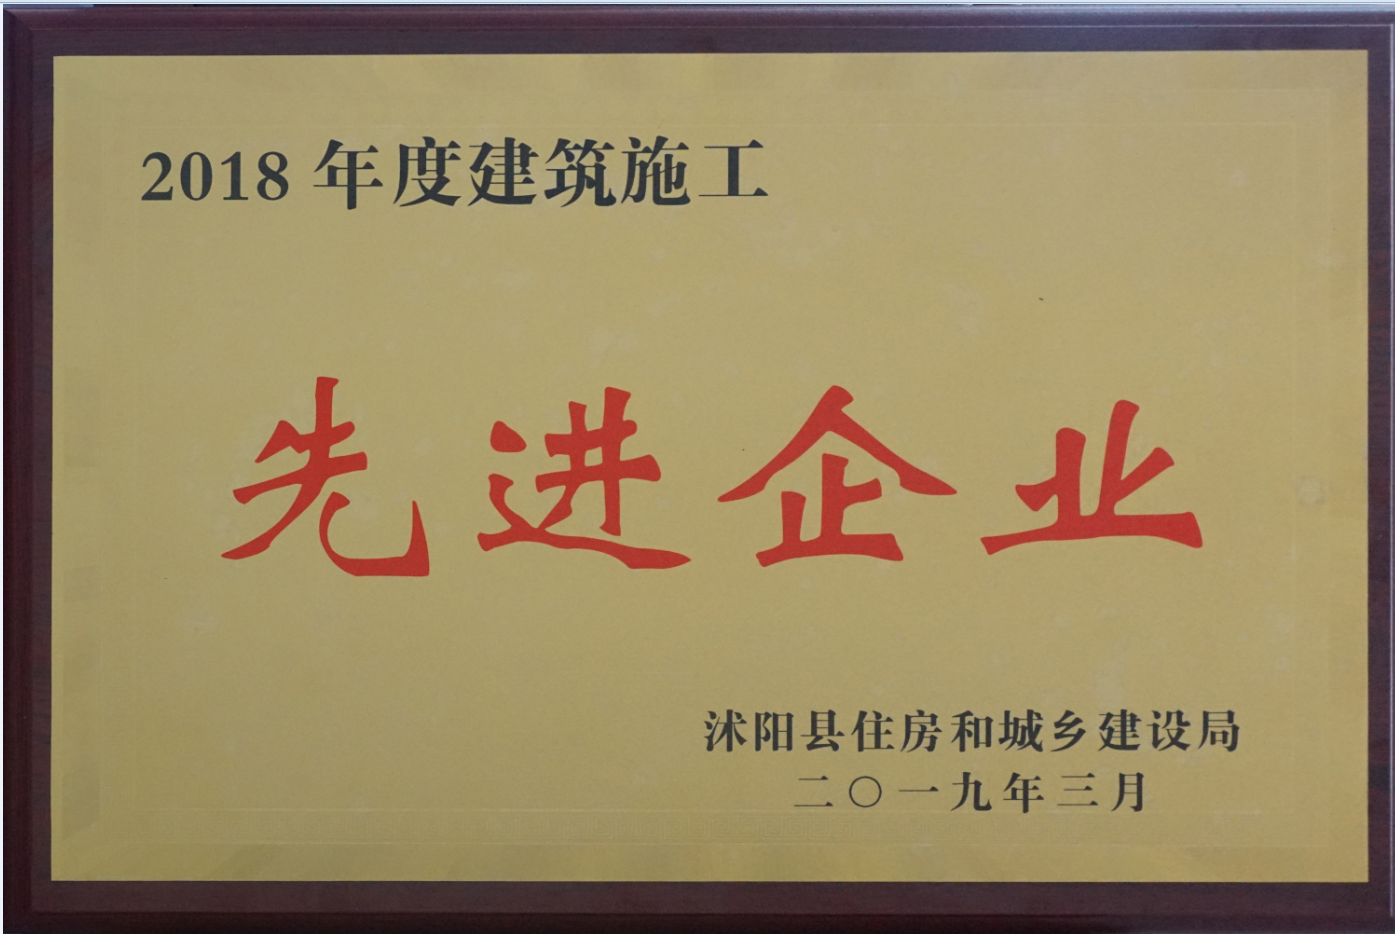 2018 年度建筑施工
先进企业
沭阳县住房和城乡建设局
二〇一九年三月